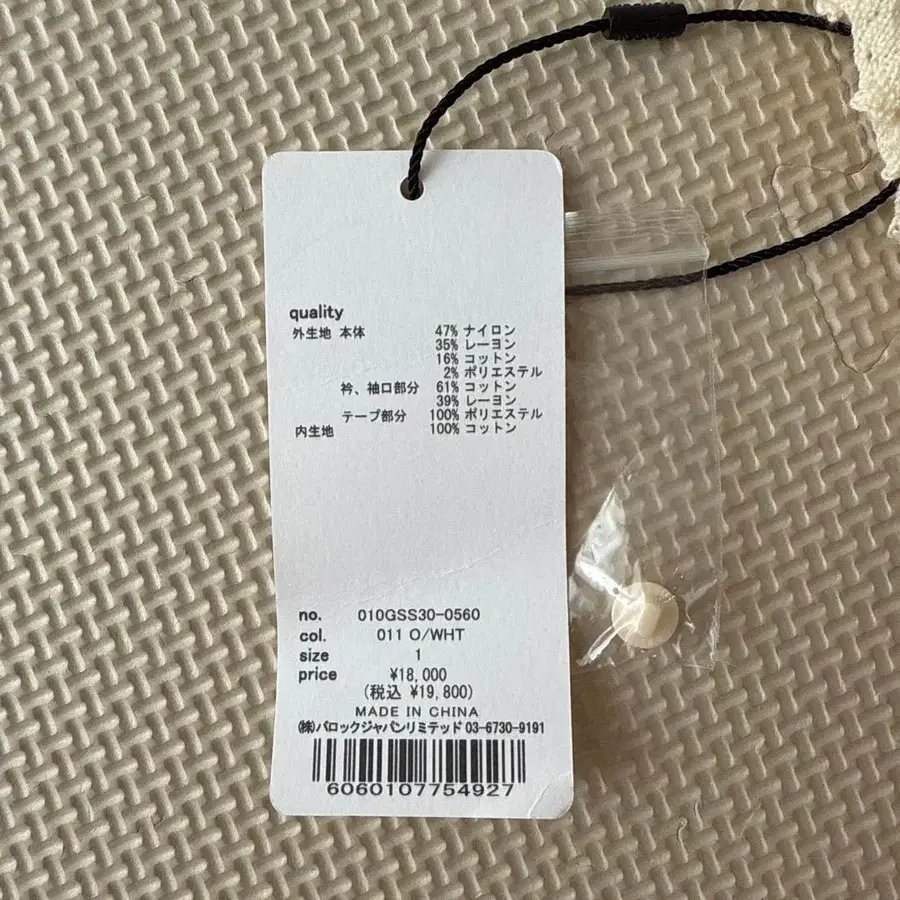 quality
外生地 本体 47% ナイロン
35% レーヨン
16% コットン
2% ポリエステル
衿、袖口部分 61% コットン
39% レーヨン
テープ部分 100% ポリエステル
内生地 100% コットン
no. 010GSS30-0560
col. 011 O/WHT
size 1
price ¥18,000
(税込 ¥19,800)
MADE IN CHINA
㈱バロックジャパンリミテッド 03-6730-9191
6060107754927